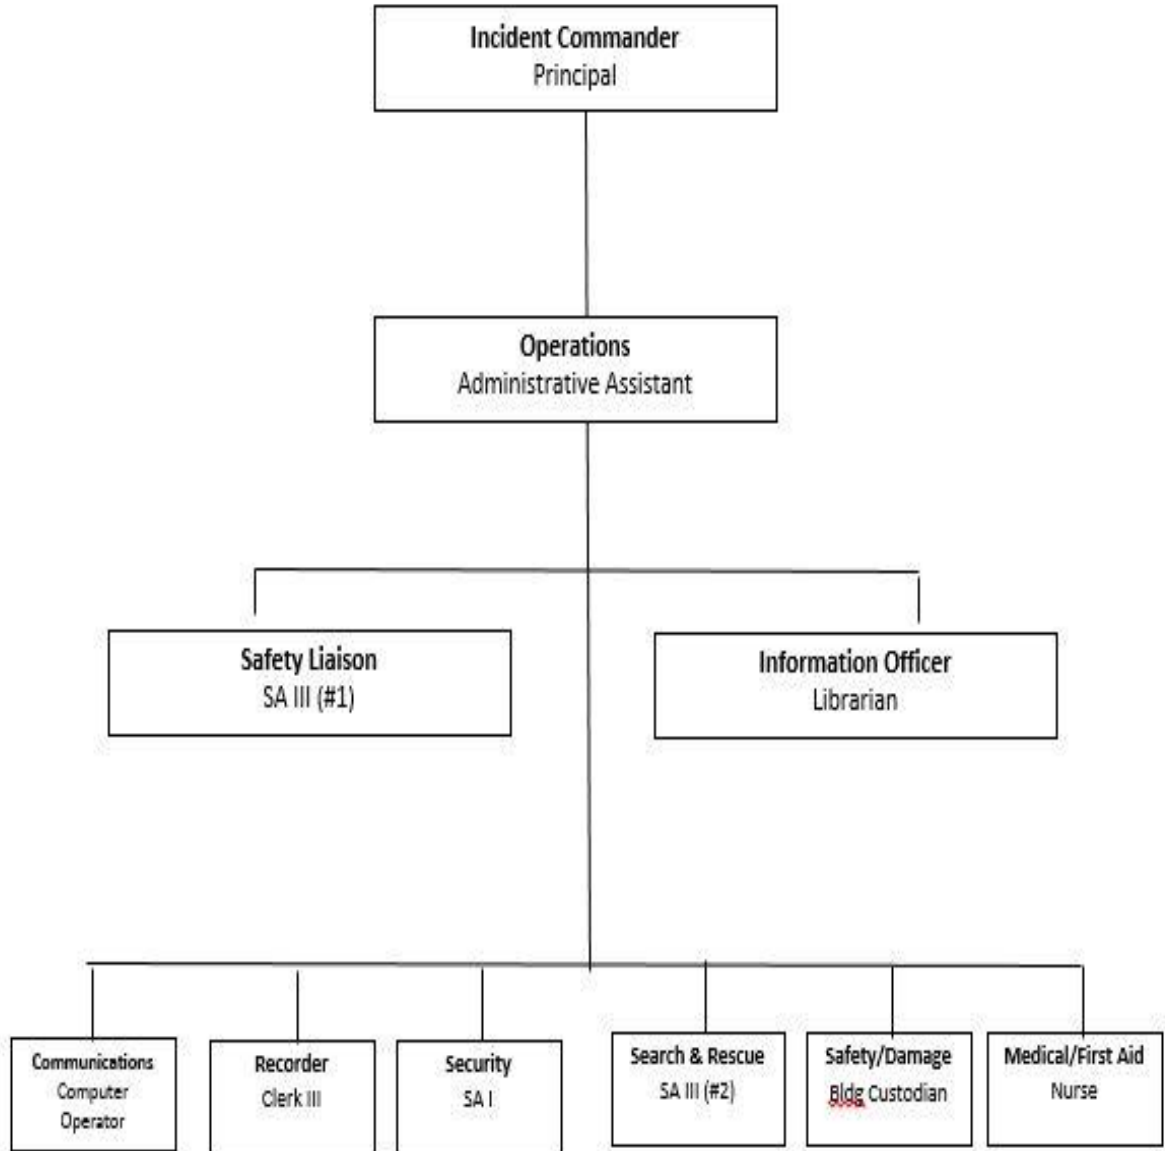 Incident Commander
Principal
Operations
Administrative Assistant
Safety Liaison
SA III (#1)
Information Officer
Librarian
Communications
Computer
Operator
Recorder
Clerk III
Security
SA I
Search & Rescue
SA III (#2)
Safety/Damage
Bldg Custodian
Medical/First Aid
Nurse